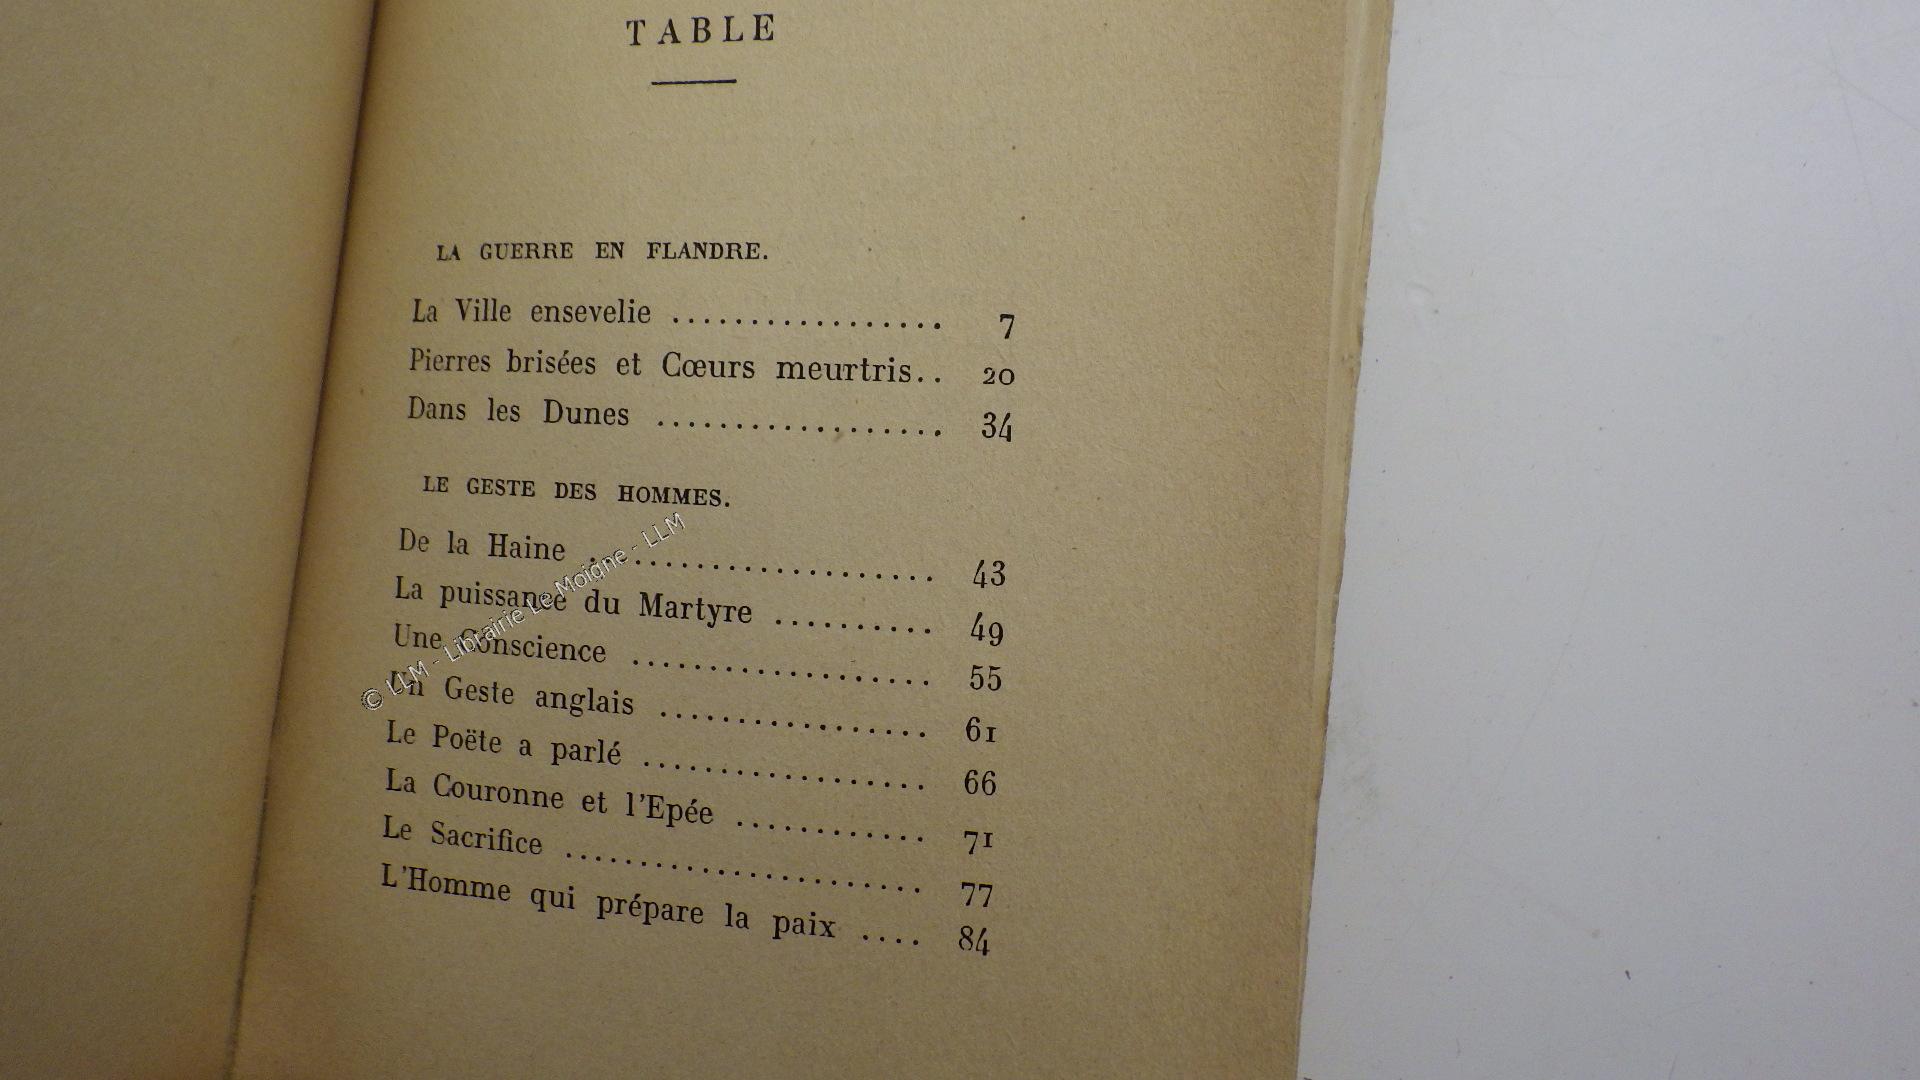 TABLE
LA GUERRE EN FLANDRE.
La Ville ensevelie ................. 7
Pierres brisées et Cœurs meurtris.. 20
Dans les Dunes .................. 34
LE GESTE DES HOMMES.
De la Haine ..................... 43
La puissance du Martyre .......... 49
Une Conscience .................... 55
Un Geste anglais ................. 61
Le Poëte a parlé ................... 66
La Couronne et l'Epée ............ 71
Le Sacrifice ........................ 77
L'Homme qui prépare la paix .... 84
© LLM - Librairie Le Moigne - LLM